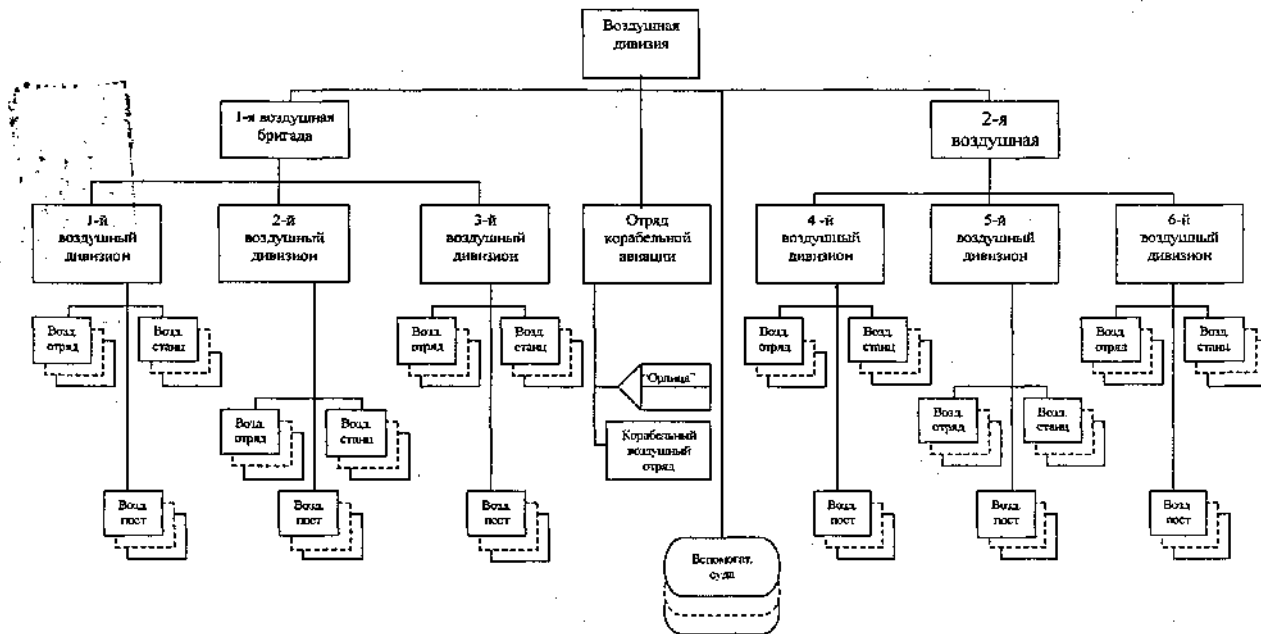 Воздушная
дивизия
1-я воздушная
бригада
2-я
воздушная
1-й
воздушный
дивизион
2-й
воздушный
дивизион
3-й
воздушный
дивизион
Отряд
корабельной
авиации
4-й
воздушный
дивизион
5-й
воздушный
дивизион
6-й
воздушный
дивизион
Возд.
отряд
Возд.
станц
Возд.
отряд
Возд.
станц
Возд.
отряд
Возд.
станц
Возд.
отряд
Возд.
станц
"Орлица"
Возд.
отряд
Возд.
станц
Возд.
отряд
Возд.
станц
Корабельный
воздушный
отряд
Возд.
пост
Возд.
пост
Возд.
пост
Возд.
пост
Возд.
пост
Возд
пост
Вспомогат.
суда